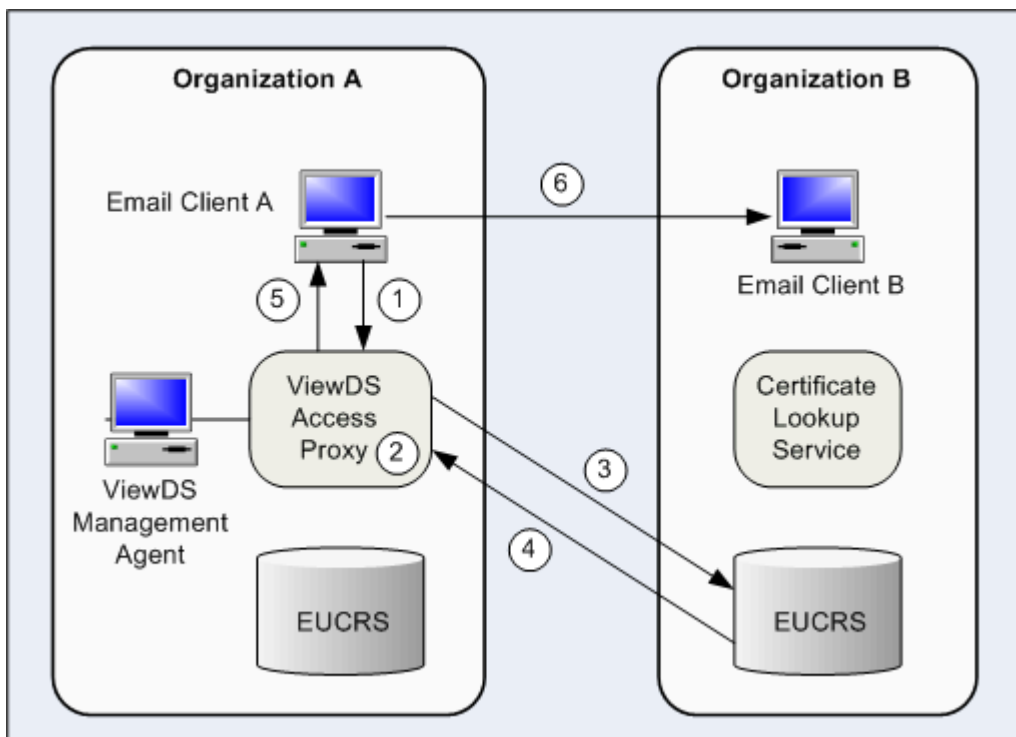 Organization A
Organization B
Email Client A
6
Email Client B
5
1
ViewDS
Access
Proxy
2
Certificate
Lookup
Service
3
ViewDS
Management
Agent
4
EUCRS
EUCRS